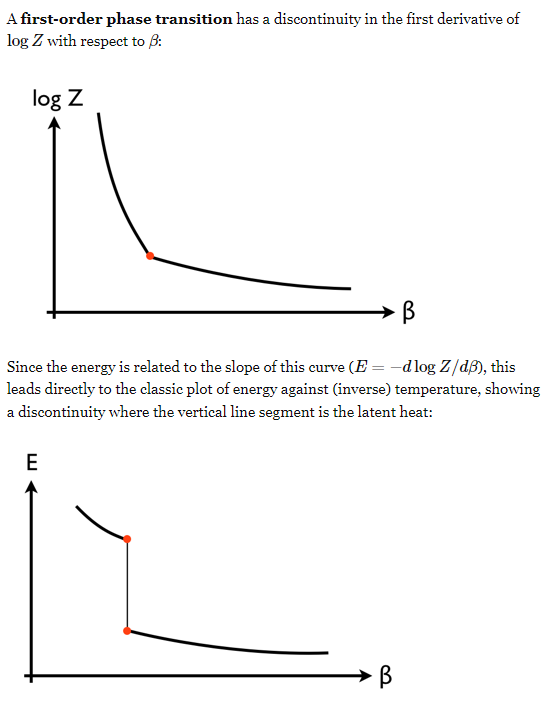 A first-order phase transition has a discontinuity in the first derivative of
log Z with respect to β:
log Z
β
Since the energy is related to the slope of this curve (E = −d log Z/dβ), this
leads directly to the classic plot of energy against (inverse) temperature, showing
a discontinuity where the vertical line segment is the latent heat:
E
β